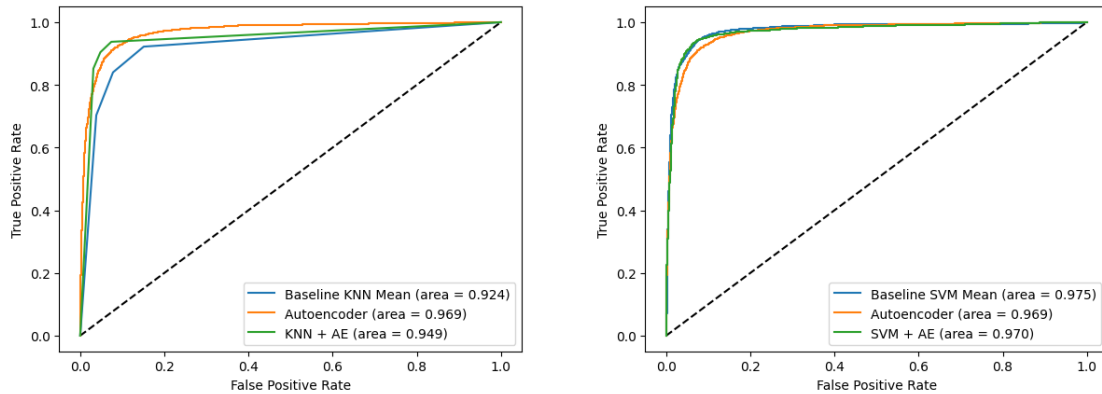 1.0
0.8
0.6
0.4
0.2
0.0
True Positive Rate
0.0 0.2 0.4 0.6 0.8 1.0
False Positive Rate
Baseline KNN Mean (area = 0.924)
Autoencoder (area = 0.969)
KNN + AE (area = 0.949)
1.0
0.8
0.6
0.4
0.2
0.0
True Positive Rate
0.0 0.2 0.4 0.6 0.8 1.0
False Positive Rate
Baseline SVM Mean (area = 0.975)
Autoencoder (area = 0.969)
SVM + AE (area = 0.970)